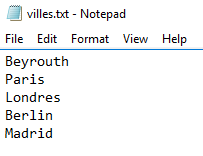 villes.txt - Notepad
File Edit Format View Help
Beyrouth
Paris
Londres
Berlin
Madrid